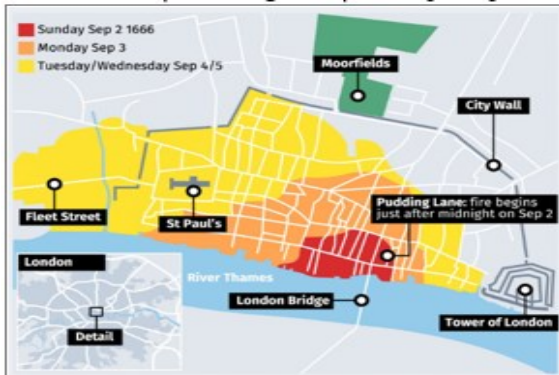 Sunday Sep 2 1666
Monday Sep 3
Tuesday/Wednesday Sep 4/5
Moorfields
City Wall
Pudding Lane: fire begins
just after midnight on Sep 2
Fleet Street
St Paul's
London
River Thames
London Bridge
Detail
Tower of London